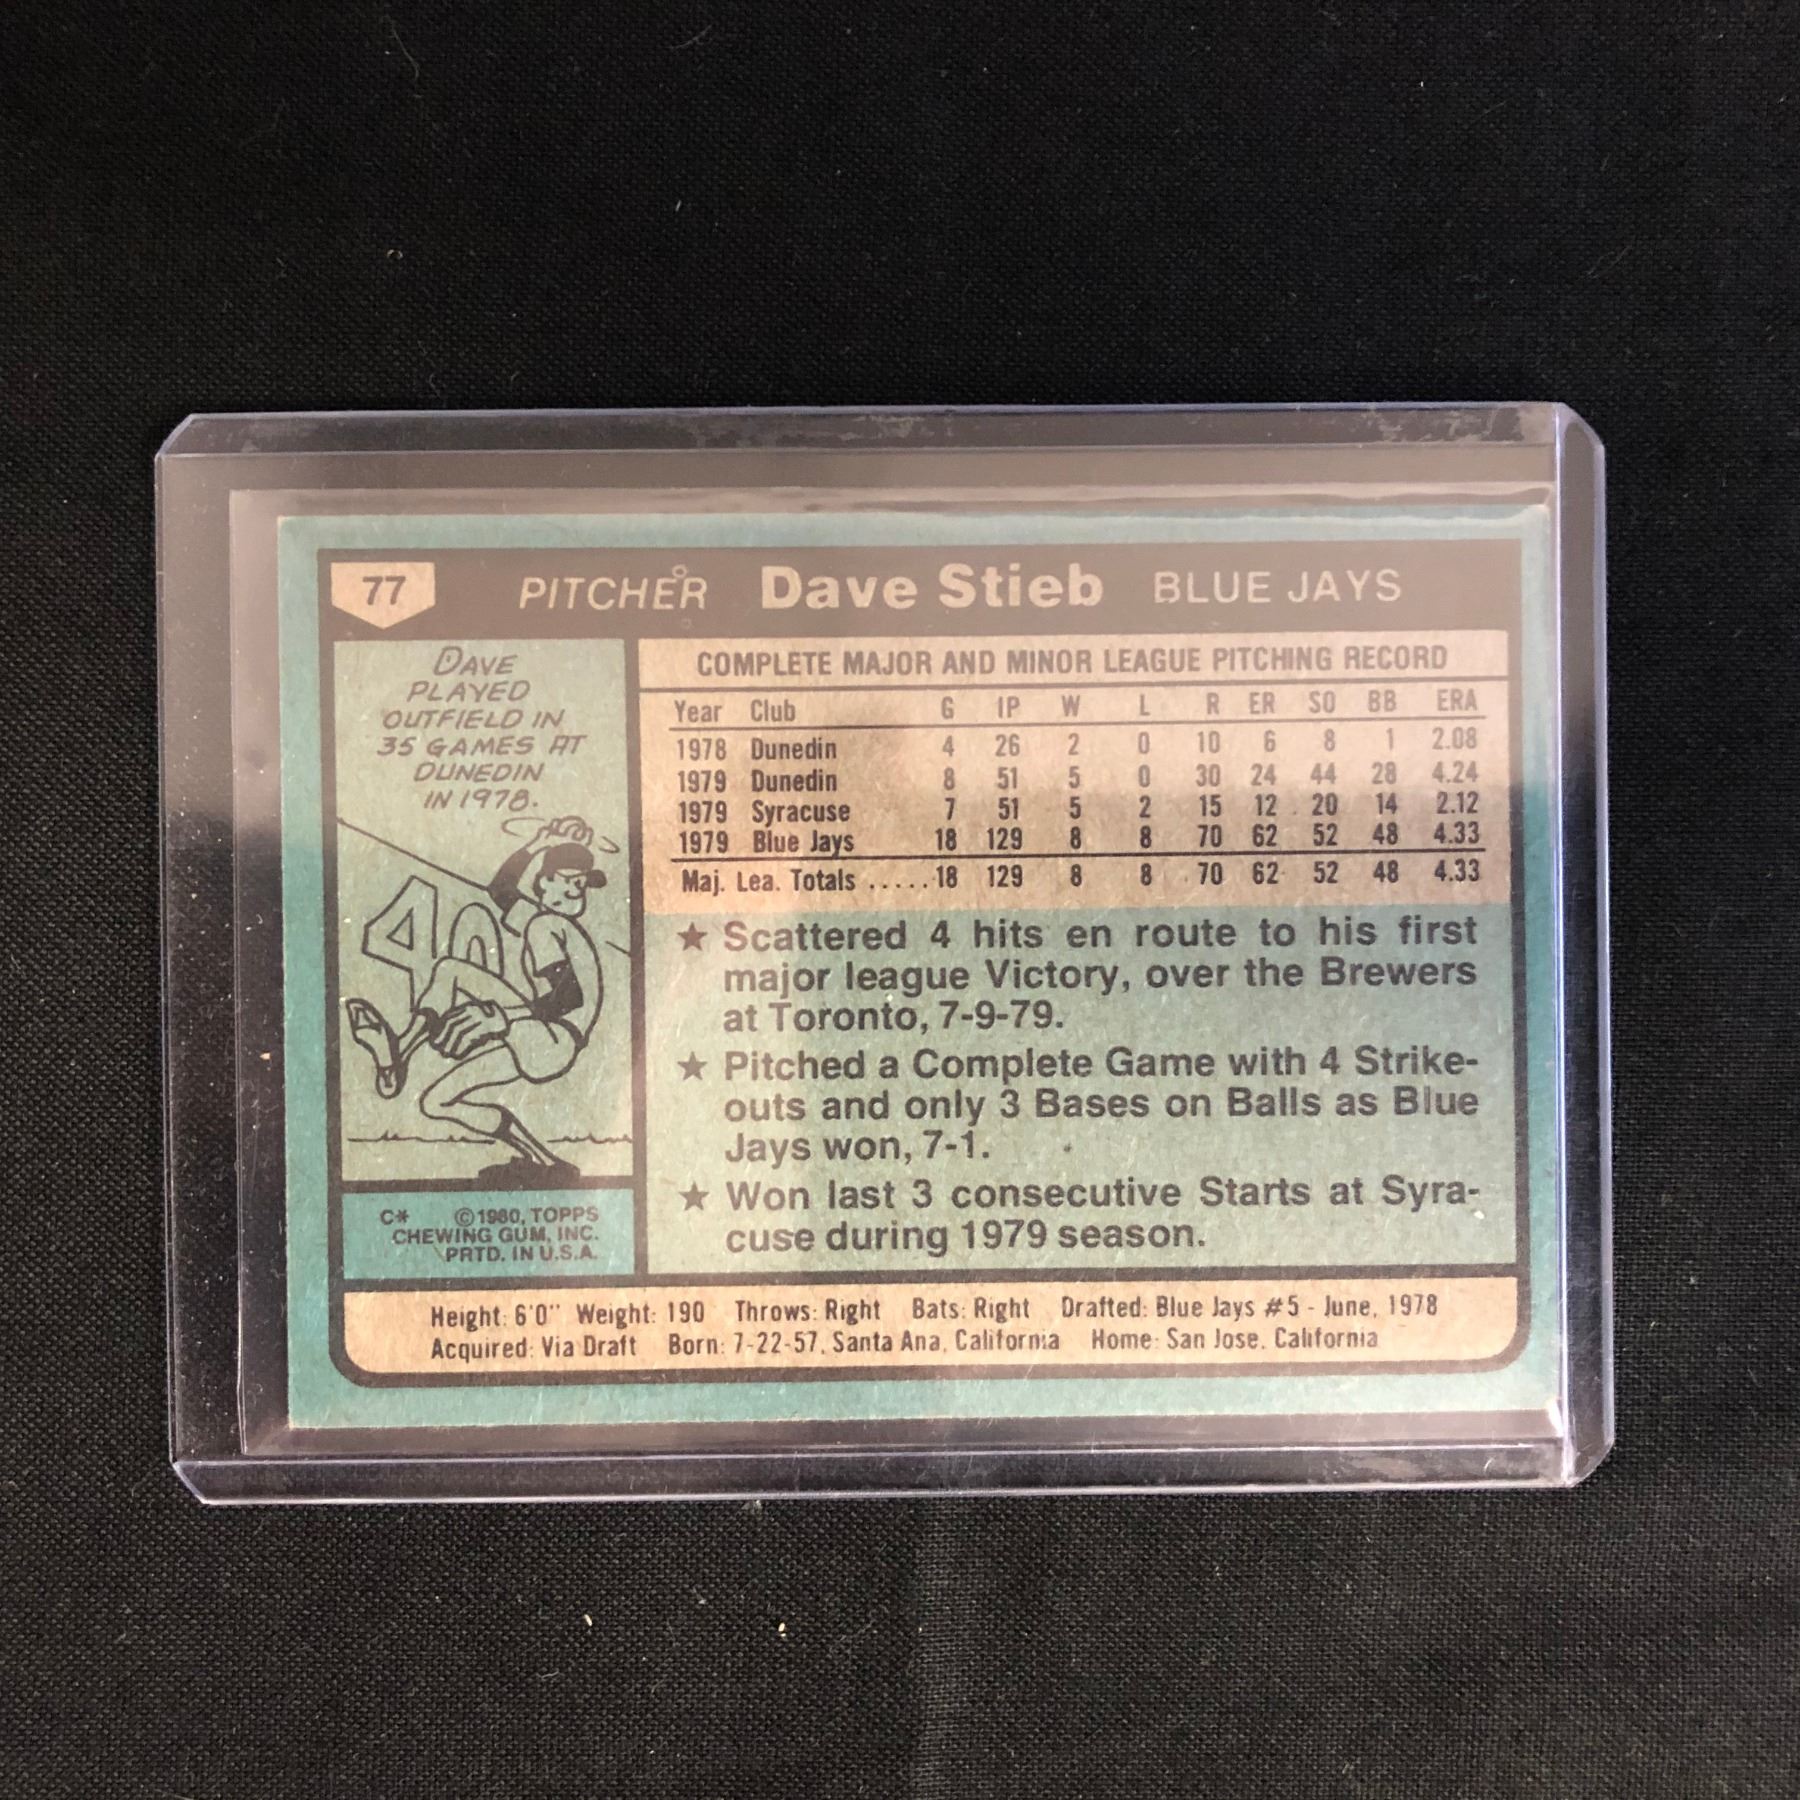 77 PITCHER Dave Stieb BLUE JAYS
DAVE
PLAYED
OUTFIELD IN
35 GAMES AT
DUNEDIN
IN 1978.
40
C* © 1980, TOPPS
CHEWING GUM, INC.
PRTD. IN U.S.A.
COMPLETE MAJOR AND MINOR LEAGUE PITCHING RECORD
Year Club G IP W L R ER SO BB ERA
1978 Dunedin 4 26 2 0 10 6 8 1 2.08
1979 Dunedin 8 51 5 0 30 24 44 28 4.24
1979 Syracuse 7 51 5 2 15 12 20 14 2.12
1979 Blue Jays 18 129 8 8 70 62 52 48 4.33
Maj. Lea. Totals .....18 129 8 8 70 62 52 48 4.33
★ Scattered 4 hits en route to his first
major league Victory, over the Brewers
at Toronto, 7-9-79.
★ Pitched a Complete Game with 4 Strike-
outs and only 3 Bases on Balls as Blue
Jays won, 7-1.
★ Won last 3 consecutive Starts at Syra-
cuse during 1979 season.
Height: 6'0" Weight: 190 Throws: Right Bats: Right Drafted: Blue Jays #5 - June, 1978
Acquired: Via Draft Born: 7-22-57, Santa Ana, California Home: San Jose, California